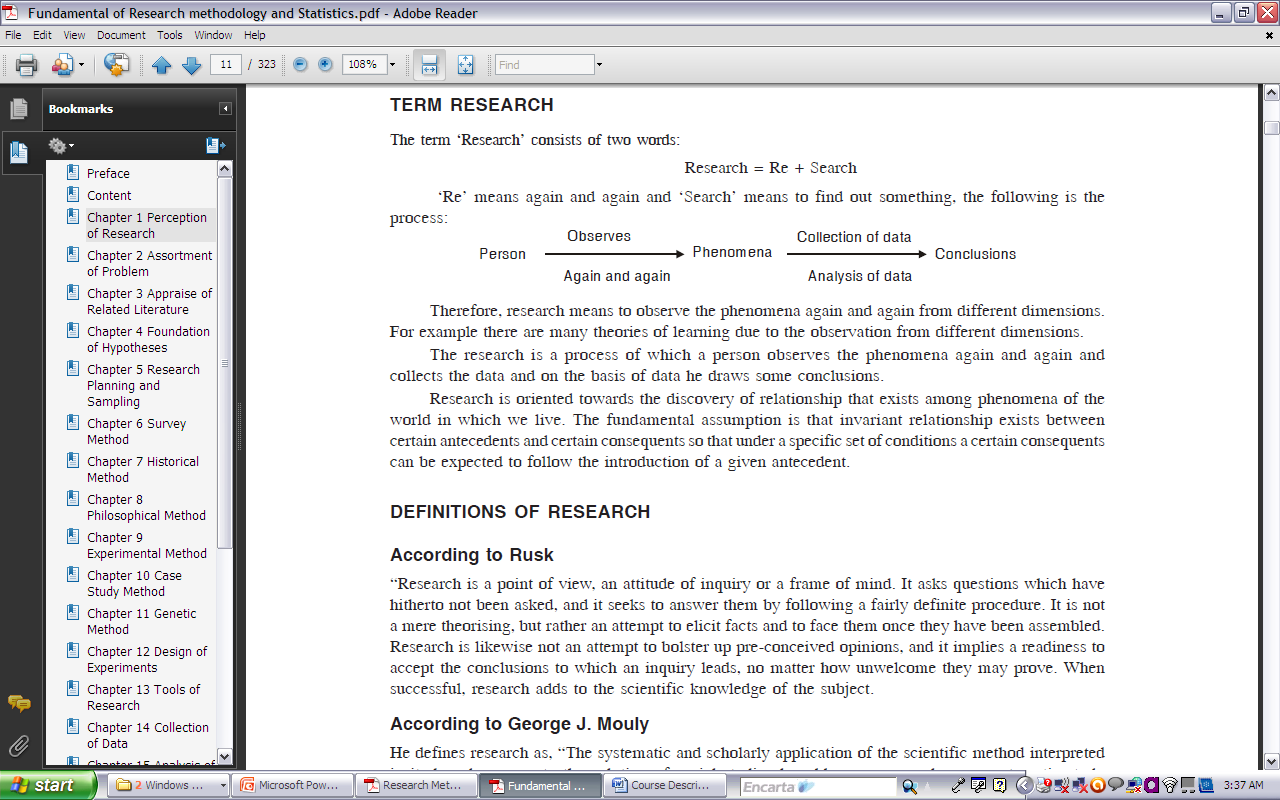 Fundamental of Research methodology and Statistics.pdf - Adobe Reader
File Edit View Document Tools Window Help
11 / 323 108% Find
Bookmarks
Preface
Content
Chapter 1 Perception
of Research
Chapter 2 Assortment
of Problem
Chapter 3 Appraise of
Related Literature
Chapter 4 Foundation
of Hypotheses
Chapter 5 Research
Planning and
Sampling
Chapter 6 Survey
Method
Chapter 7 Historical
Method
Chapter 8
Philosophical Method
Chapter 9
Experimental Method
Chapter 10 Case
Study Method
Chapter 11 Genetic
Method
Chapter 12 Design of
Experiments
Chapter 13 Tools of
Research
Chapter 14 Collection
of Data
Chapter 15 Analysis of
TERM RESEARCH
The term ‘Research’ consists of two words:
Research = Re + Search
‘Re’ means again and again and ‘Search’ means to find out something, the following is the
process:
Observes Collection of data
Person Phenomena Conclusions
Again and again Analysis of data
Therefore, research means to observe the phenomena again and again from different dimensions.
For example there are many theories of learning due to the observation from different dimensions.
The research is a process of which a person observes the phenomena again and again and
collects the data and on the basis of data he draws some conclusions.
Research is oriented towards the discovery of relationship that exists among phenomena of the
world in which we live. The fundamental assumption is that invariant relationship exists between
certain antecedents and certain consequents so that under a specific set of conditions a certain consequents
can be expected to follow the introduction of a given antecedent.
DEFINITIONS OF RESEARCH
According to Rusk
“Research is a point of view, an attitude of inquiry or a frame of mind. It asks questions which have
hitherto not been asked, and it seeks to answer them by following a fairly definite procedure. It is not
a mere theorising, but rather an attempt to elicit facts and to face them once they have been assembled.
Research is likewise not an attempt to bolster up pre-conceived opinions, and it implies a readiness to
accept the conclusions to which an inquiry leads, no matter how unwelcome they may prove. When
successful, research adds to the scientific knowledge of the subject.
According to George J. Mouly
He defines research as, “The systematic and scholarly application of the scientific method interpreted
start 2 Windows ... Microsoft Pow... Research Met... Fundamental ... Course Descri... Encarta 3:37 AM